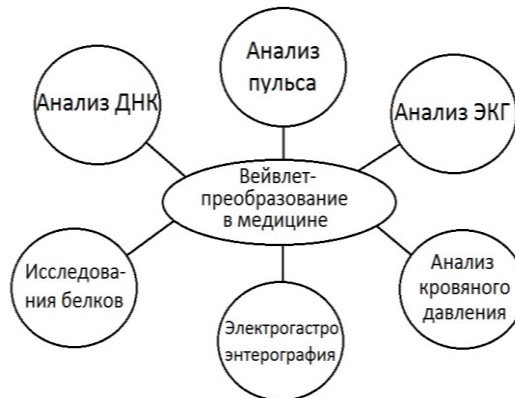 Анализ
пульса
Анализ ДНК
Анализ ЭКГ
Вейвлет-
преобразование
в медицине
Исследова-
ния белков
Анализ
кровяного
давления
Электрогастро
энтерография